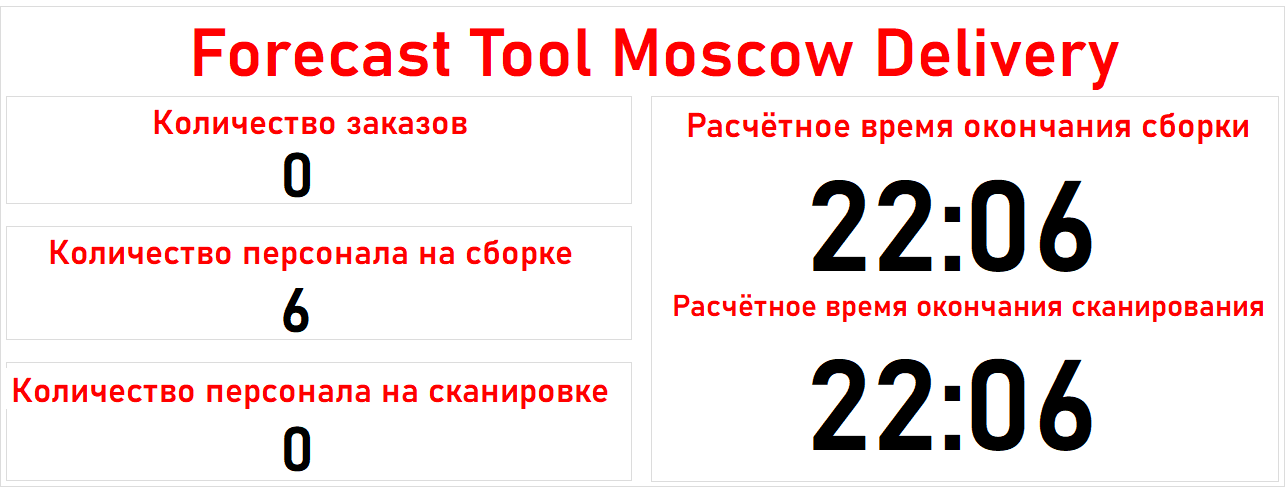 Forecast Tool Moscow Delivery
Количество заказов
0
Количество персонала на сборке
6
Количество персонала на сканировке
0
Расчётное время окончания сборки
22:06
Расчётное время окончания сканирования
22:06